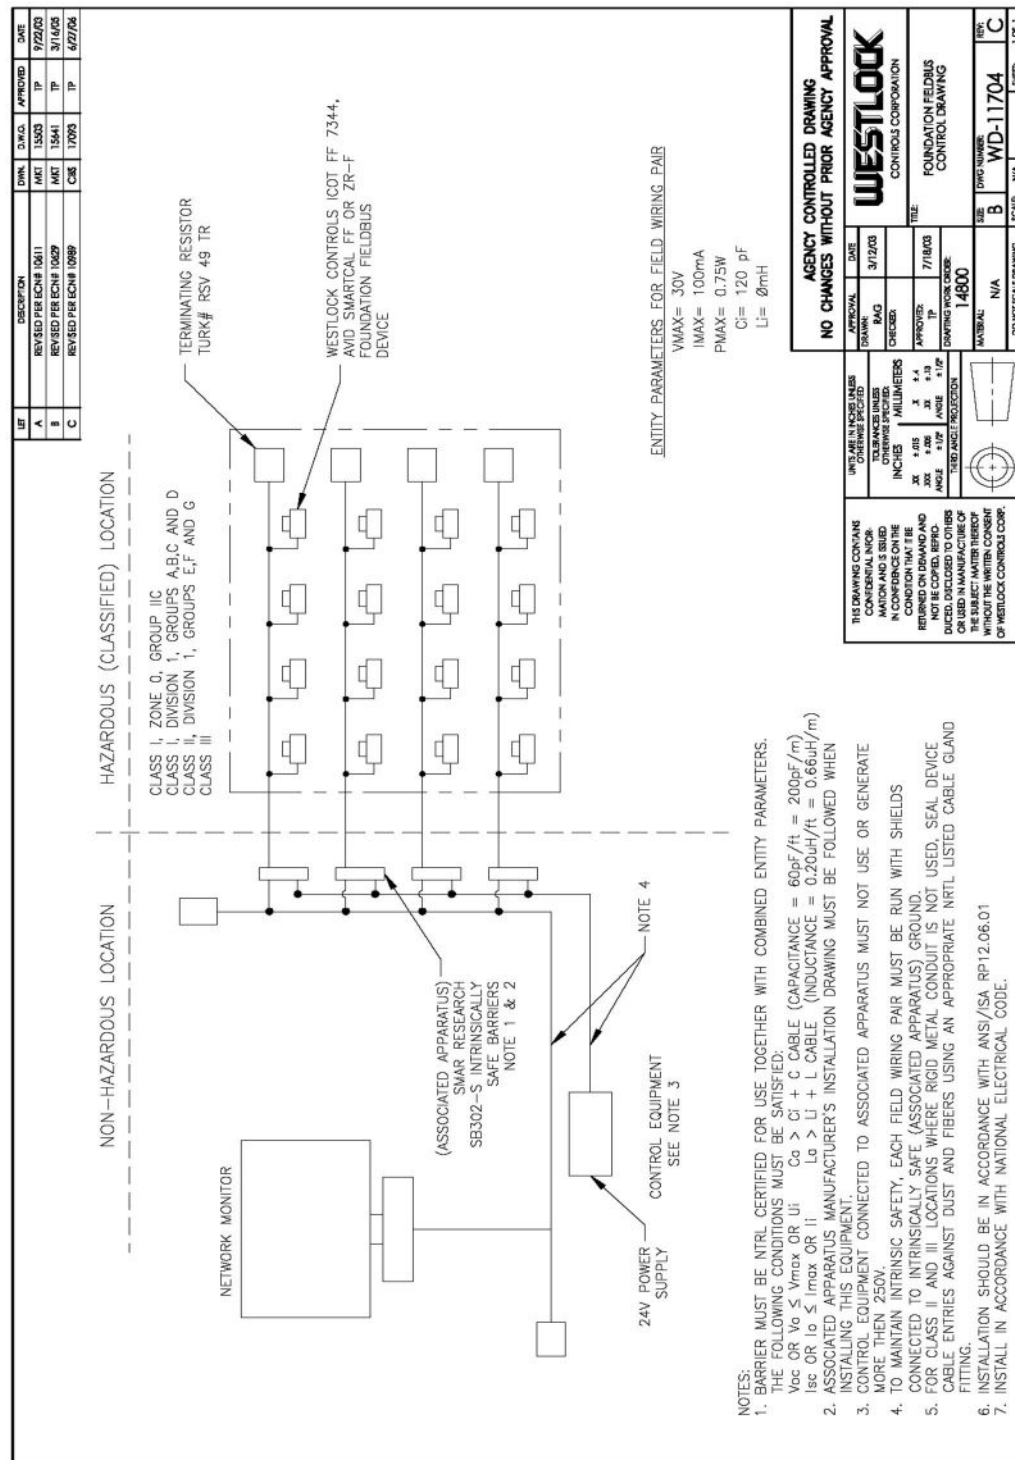 LET DESCRIPTION DWN. D.W.O. APPROVED DATE
A REVISED PER ECN# 10611 MKT 15503 TP 9/22/03
B REVISED PER ECN# 10629 MKT 15641 TP 3/16/05
C REVISED PER ECN# 10989 CBS 17093 TP 6/27/06
NON-HAZARDOUS LOCATION
HAZARDOUS (CLASSIFIED) LOCATION
CLASS I, ZONE 0, GROUP IIC
CLASS I, DIVISION 1, GROUPS A,B,C AND D
CLASS II, DIVISION 1, GROUPS E,F AND G
CLASS III
TERMINATING RESISTOR
TURK# RSV 49 TR
WESTLOCK CONTROLS ICOT FF 7344,
AVID SMARTCAL FF OR ZR-F
FOUNDATION FIELDBUS
DEVICE
NETWORK MONITOR
(ASSOCIATED APPARATUS)
SMAR RESEARCH
SB302-S INTRINSICALLY
SAFE BARRIERS
NOTE 1 & 2
NOTE 4
24V POWER
SUPPLY
CONTROL EQUIPMENT
SEE NOTE 3
ENTITY PARAMETERS FOR FIELD WIRING PAIR
VMAX= 30V
IMAX= 100mA
PMAX= 0.75W
Ci= 120 pF
Li= ØmH
NOTES:
1. BARRIER MUST BE NTRL CERTIFIED FOR USE TOGETHER WITH COMBINED ENTITY PARAMETERS.
THE FOLLOWING CONDITIONS MUST BE SATISFIED:
Voc OR Vo ≤ Vmax OR Ui Ca > Ci + C CABLE (CAPACITANCE = 60pF/ft = 200pF/m)
Isc OR Io ≤ Imax OR Ii La > Li + L CABLE (INDUCTANCE = 0.20uH/ft = 0.66uH/m)
2. ASSOCIATED APPARATUS MANUFACTURER'S INSTALLATION DRAWING MUST BE FOLLOWED WHEN
INSTALLING THIS EQUIPMENT.
3. CONTROL EQUIPMENT CONNECTED TO ASSOCIATED APPARATUS MUST NOT USE OR GENERATE
MORE THEN 250V.
4. TO MAINTAIN INTRINSIC SAFETY, EACH FIELD WIRING PAIR MUST BE RUN WITH SHIELDS
CONNECTED TO INTRINSICALLY SAFE (ASSOCIATED APPARATUS) GROUND.
5. FOR CLASS II AND III LOCATIONS WHERE RIGID METAL CONDUIT IS NOT USED, SEAL DEVICE
CABLE ENTRIES AGAINST DUST AND FIBERS USING AN APPROPRIATE NRTL LISTED CABLE GLAND
FITTING.
6. INSTALLATION SHOULD BE IN ACCORDANCE WITH ANSI/ISA RP12.06.01
7. INSTALL IN ACCORDANCE WITH NATIONAL ELECTRICAL CODE.
AGENCY CONTROLLED DRAWING
NO CHANGES WITHOUT PRIOR AGENCY APPROVAL
THIS DRAWING CONTAINS
CONFIDENTIAL INFOR-
MATION AND IS ISSUED
IN CONFIDENCE ON THE
CONDITION THAT IT BE
RETURNED ON DEMAND AND
NOT BE COPIED, REPRO-
DUCED, DISCLOSED TO OTHERS
OR USED IN MANUFACTURE OF
THE SUBJECT MATTER THEREOF
WITHOUT THE WRITTEN CONSENT
OF WESTLOCK CONTROLS CORP.
UNITS ARE IN INCHES UNLESS
OTHERWISE SPECIFIED
TOLERANCES UNLESS
OTHERWISE SPECIFIED:
INCHES MILLIMETERS
.XX ±.015 .X ±.4
.XXX ±.005 .XX ±.13
ANGLE ±1/2° ANGLE ±1/2°
THIRD ANGLE PROJECTION
APPROVAL DATE
DRAWN: RAG 3/12/03
CHECKED:
APPROVED: TP 7/18/03
DRAFTING WORK ORDER:
14800
MATERIAL: N/A
WESTLOCK
CONTROLS CORPORATION
TITLE:
FOUNDATION FIELDBUS
CONTROL DRAWING
SIZE: B DWG NUMBER: WD-11704 REV: C